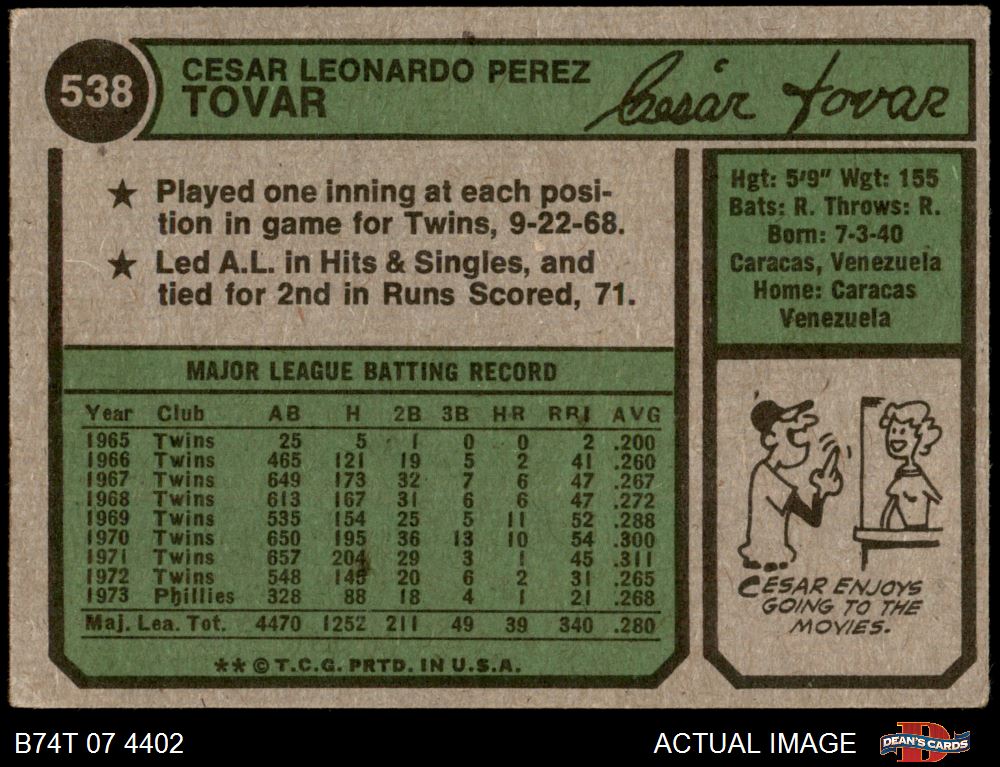 538
CESAR LEONARDO PEREZ
TOVAR
Cesár Tovar
★ Played one inning at each posi-
tion in game for Twins, 9-22-68.
★ Led A.L. in Hits & Singles, and
tied for 2nd in Runs Scored, 71.
Hgt: 5'9" Wgt: 155
Bats: R. Throws: R.
Born: 7-3-40
Caracas, Venezuela
Home: Caracas
Venezuela
MAJOR LEAGUE BATTING RECORD
Year Club AB H 2B 3B HR RBI AVG
1965 Twins 25 5 1 0 0 2 .200
1966 Twins 465 121 19 5 2 41 .260
1967 Twins 649 173 32 7 6 47 .267
1968 Twins 613 167 31 6 6 47 .272
1969 Twins 535 154 25 5 11 52 .288
1970 Twins 650 195 36 13 10 54 .300
1971 Twins 657 204 29 3 1 45 .311
1972 Twins 548 145 20 6 2 31 .265
1973 Phillies 328 88 18 4 1 21 .268
Maj. Lea. Tot. 4470 1252 211 49 39 340 .280
** © T.C.G. PRTD. IN U.S.A.
CESAR ENJOYS
GOING TO THE
MOVIES.
B74T 07 4402
ACTUAL IMAGE
DEAN'S CARDS